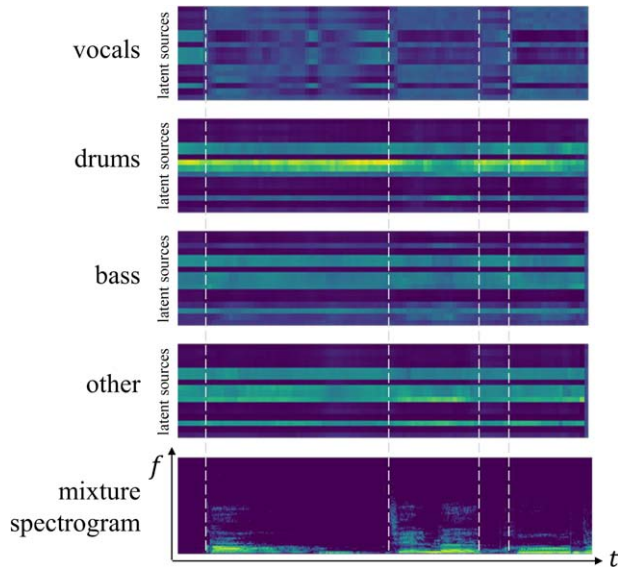 vocals
latent sources
drums
latent sources
bass
latent sources
other
latent sources
f
mixture
spectrogram
t